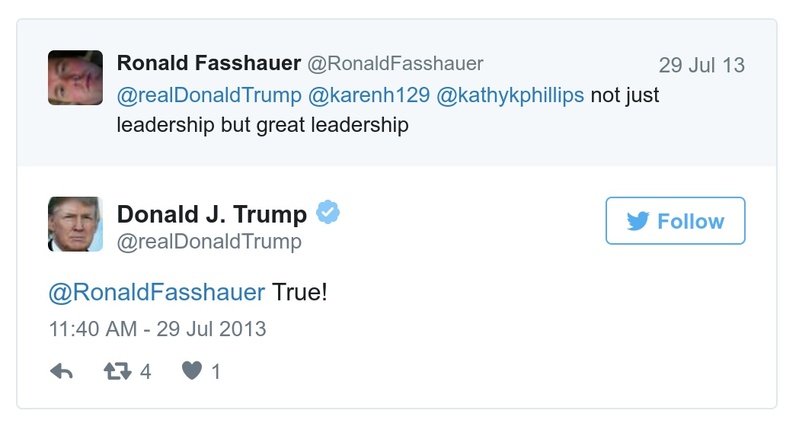 Ronald Fasshauer @RonaldFasshauer 29 Jul 13
@realDonaldTrump @karenh129 @kathykphillips not just
leadership but great leadership
Donald J. Trump
@realDonaldTrump
Follow
@RonaldFasshauer True!
11:40 AM - 29 Jul 2013
4 1